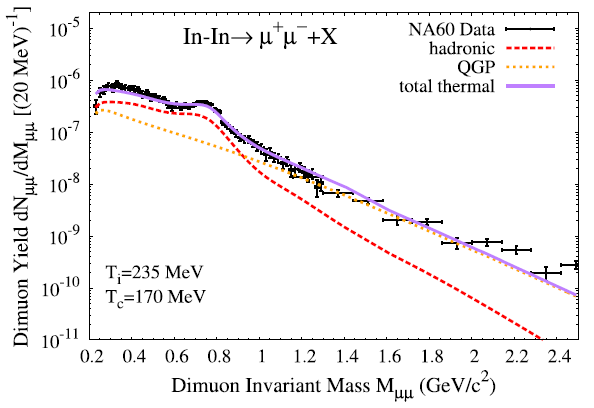 In-In→ μ⁺μ⁻+X
NA60 Data
hadronic
QGP
total thermal
Dimuon Yield dN_μμ/dM_μμ [(20 MeV)⁻¹]
10⁻⁵
10⁻⁶
10⁻⁷
10⁻⁸
10⁻⁹
10⁻¹⁰
10⁻¹¹
T_i=235 MeV
T_c=170 MeV
0.2 0.4 0.6 0.8 1 1.2 1.4 1.6 1.8 2 2.2 2.4
Dimuon Invariant Mass M_μμ (GeV/c²)